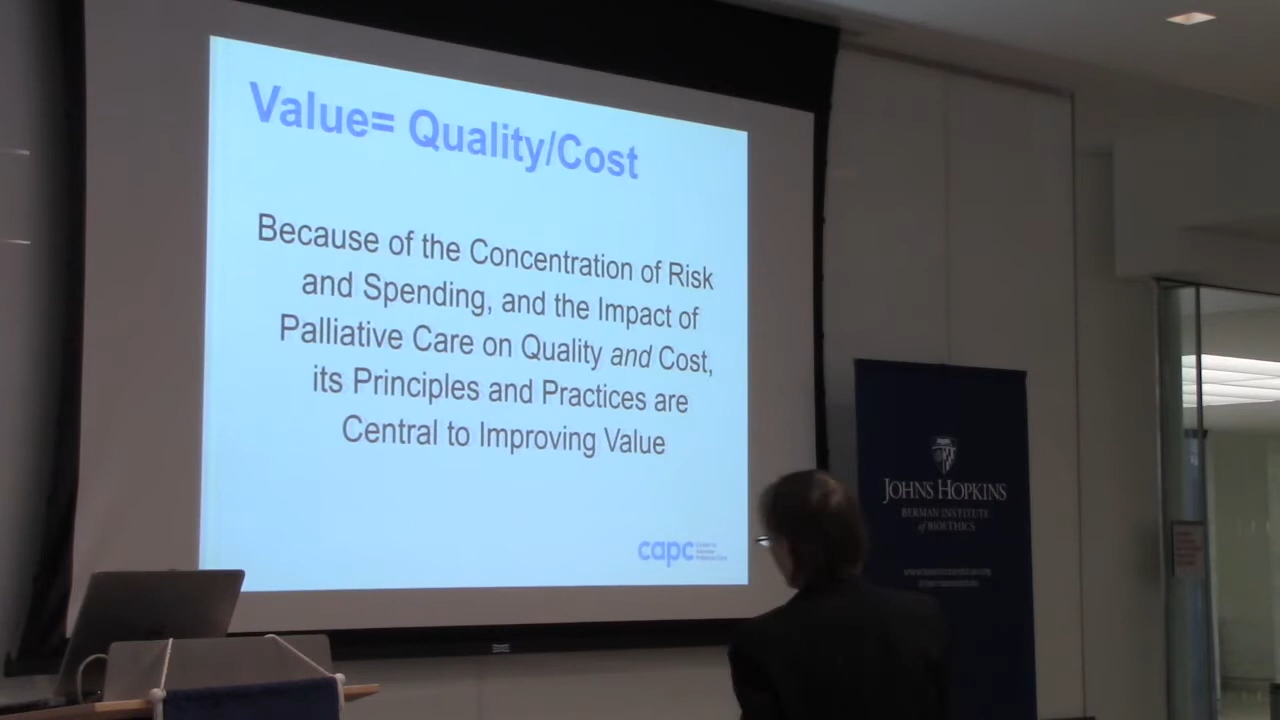 Value= Quality/Cost
Because of the Concentration of Risk
and Spending, and the Impact of
Palliative Care on Quality and Cost,
its Principles and Practices are
Central to Improving Value
capc
JOHNS HOPKINS
BERMAN INSTITUTE
of BIOETHICS